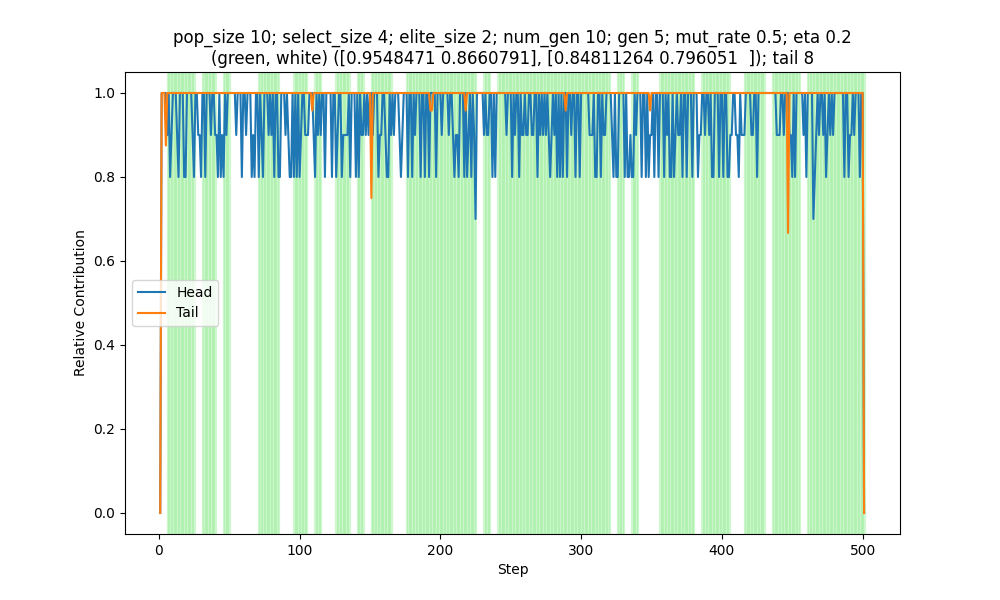 pop_size 10; select_size 4; elite_size 2; num_gen 10; gen 5; mut_rate 0.5; eta 0.2
(green, white) ([0.9548471 0.8660791], [0.84811264 0.796051  ]); tail 8
1.0
0.8
0.6
0.4
0.2
0.0
Relative Contribution
Head
Tail
0
100
200
300
400
500
Step